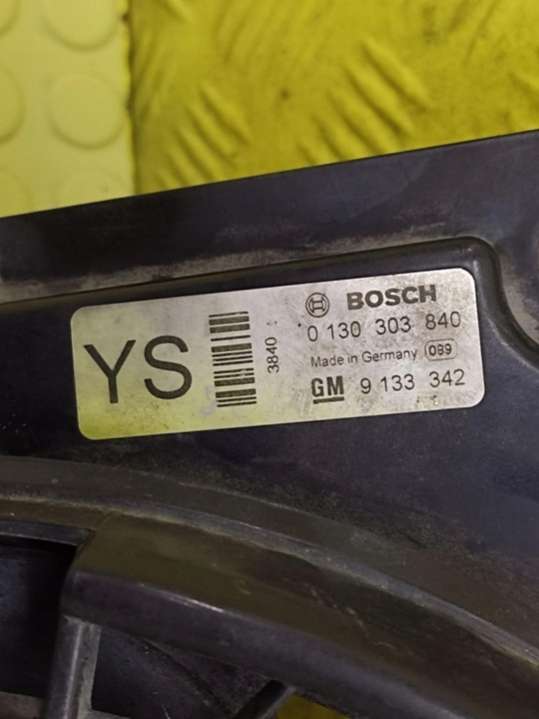 YS
3840
BOSCH
0 130 303 840
Made in Germany 089
GM 9 133 342